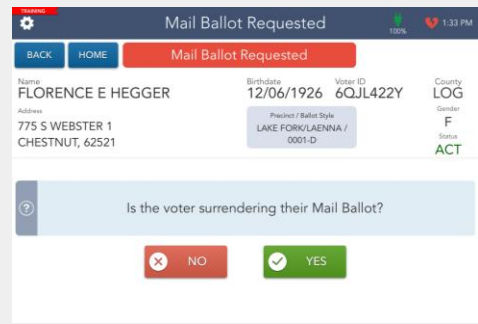 TRAINING
Mail Ballot Requested
100%
1:33 PM
BACK
HOME
Mail Ballot Requested
Name
FLORENCE E HEGGER
Birthdate
12/06/1926
Voter ID
6QJL422Y
County
LOG
Address
775 S WEBSTER 1
CHESTNUT, 62521
Precinct / Ballot Style
LAKE FORK/LAENNA /
0001-D
Gender
F
Status
ACT
?
Is the voter surrendering their Mail Ballot?
NO
YES